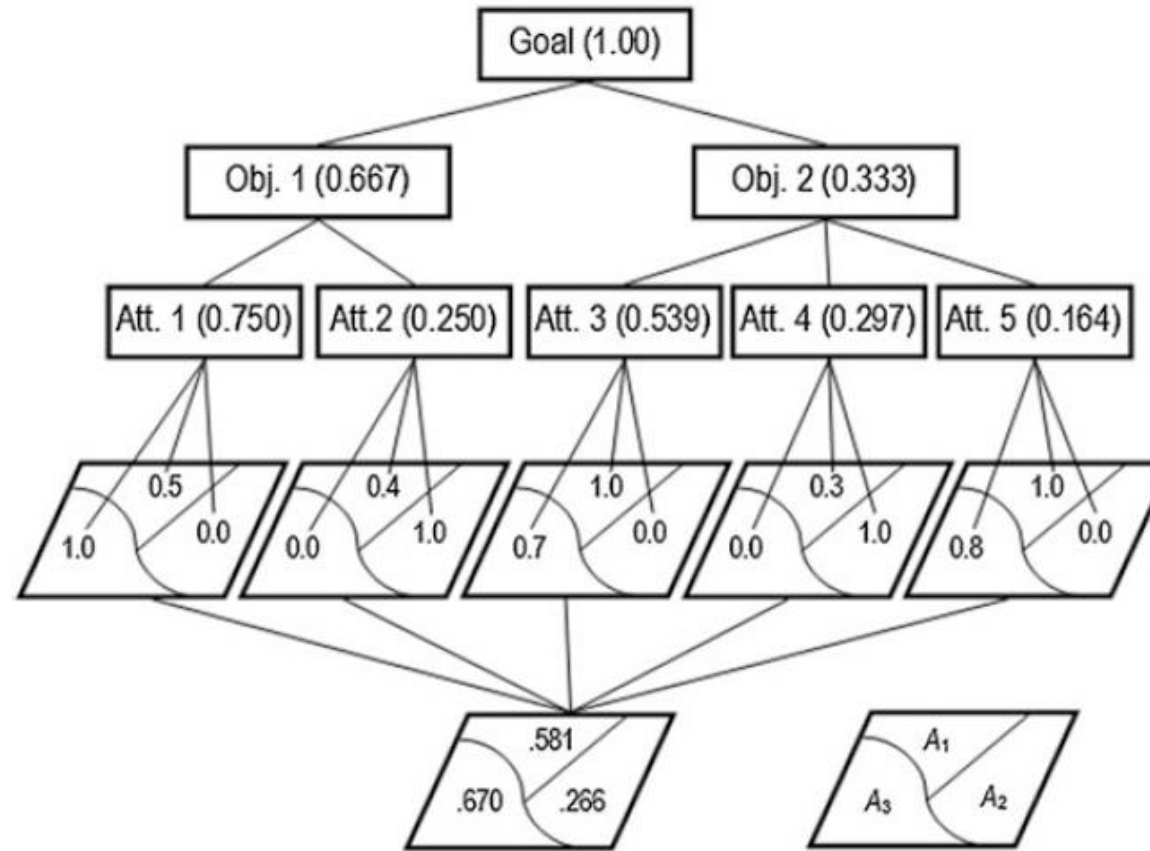 Goal (1.00)
Obj. 1 (0.667)
Obj. 2 (0.333)
Att. 1 (0.750)
Att.2 (0.250)
Att. 3 (0.539)
Att. 4 (0.297)
Att. 5 (0.164)
0.5
1.0
0.0
0.4
0.0
1.0
1.0
0.7
0.0
0.3
0.0
1.0
1.0
0.8
0.0
.581
.670
.266
A₁
A₃
A₂